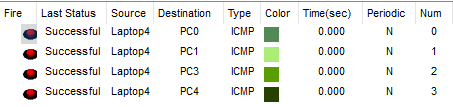 Fire Last Status Source Destination Type Color Time(sec) Periodic Num
Successful Laptop4 PC0 ICMP 0.000 N 0
Successful Laptop4 PC1 ICMP 0.000 N 1
Successful Laptop4 PC3 ICMP 0.000 N 2
Successful Laptop4 PC4 ICMP 0.000 N 3